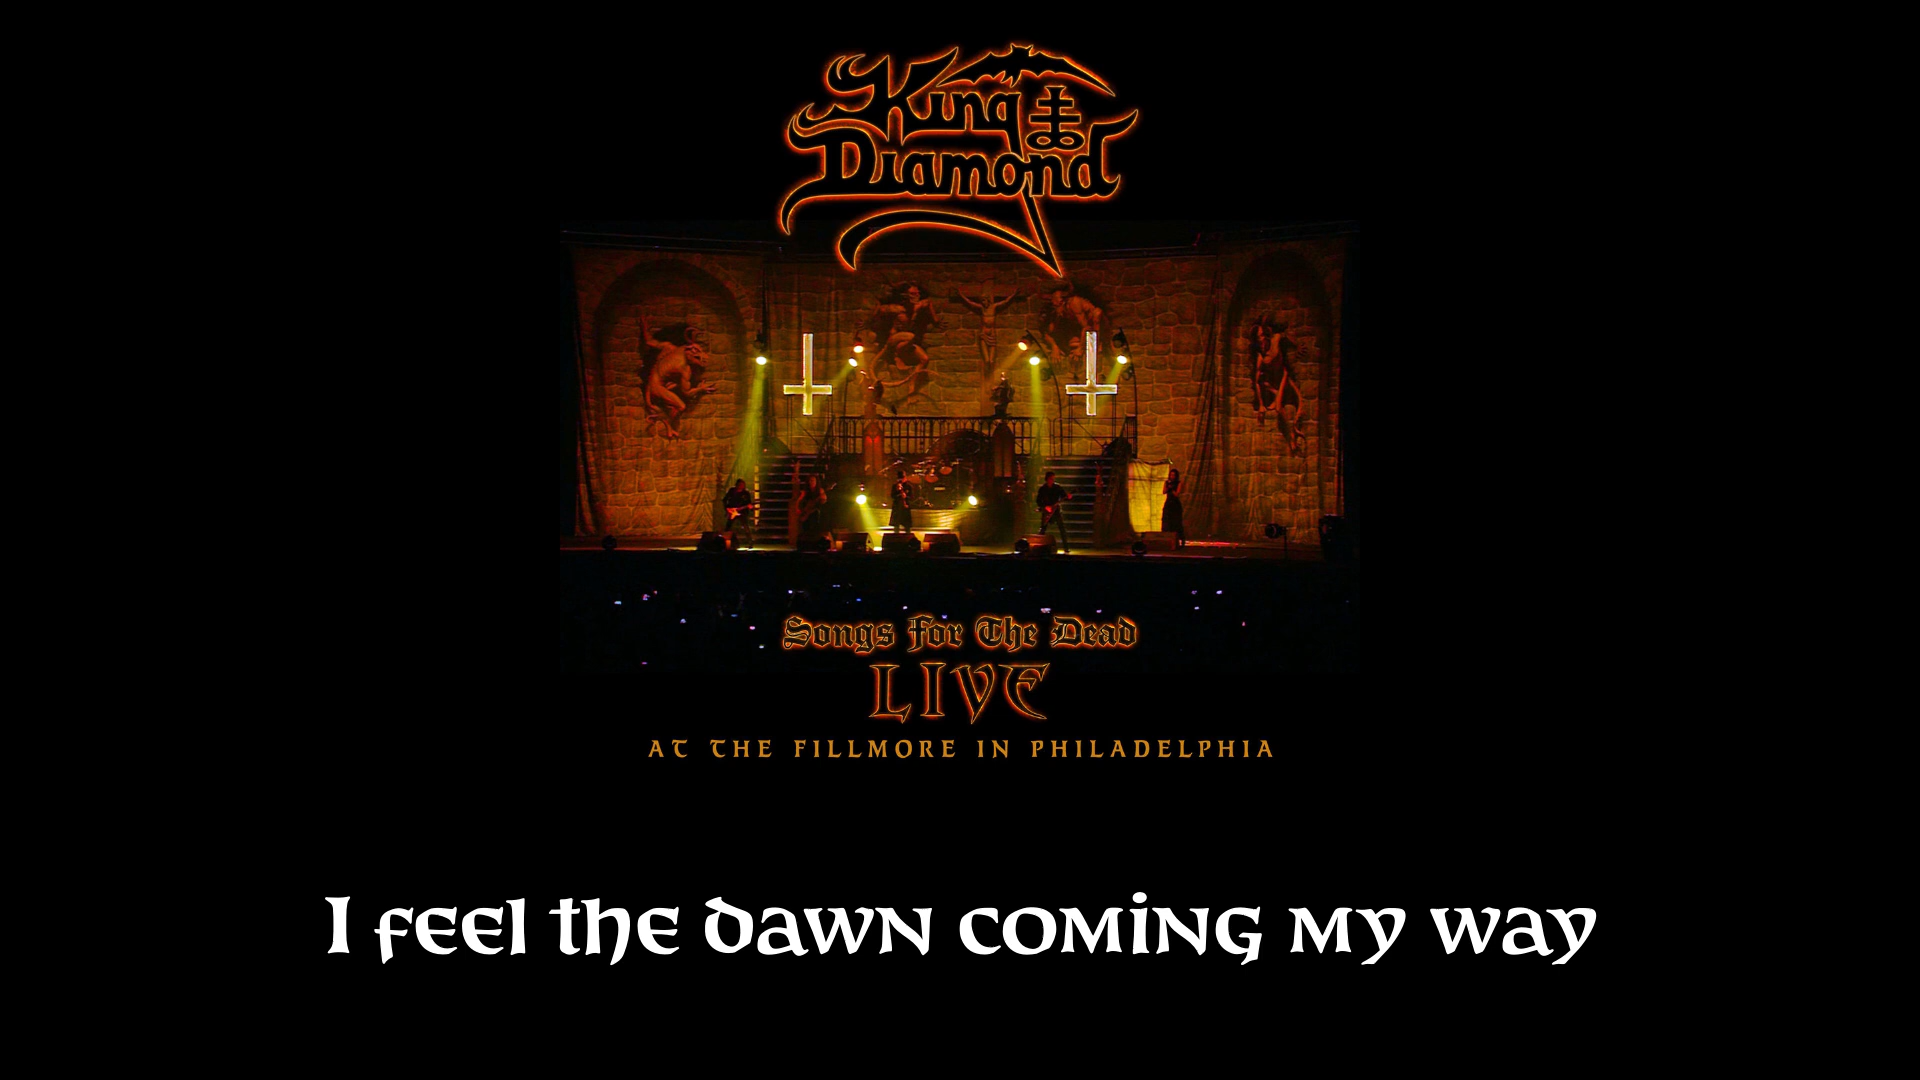 King
Diamond
Songs For The Dead
LIVE
AT THE FILLMORE IN PHILADELPHIA
I feel the dawn coming my way